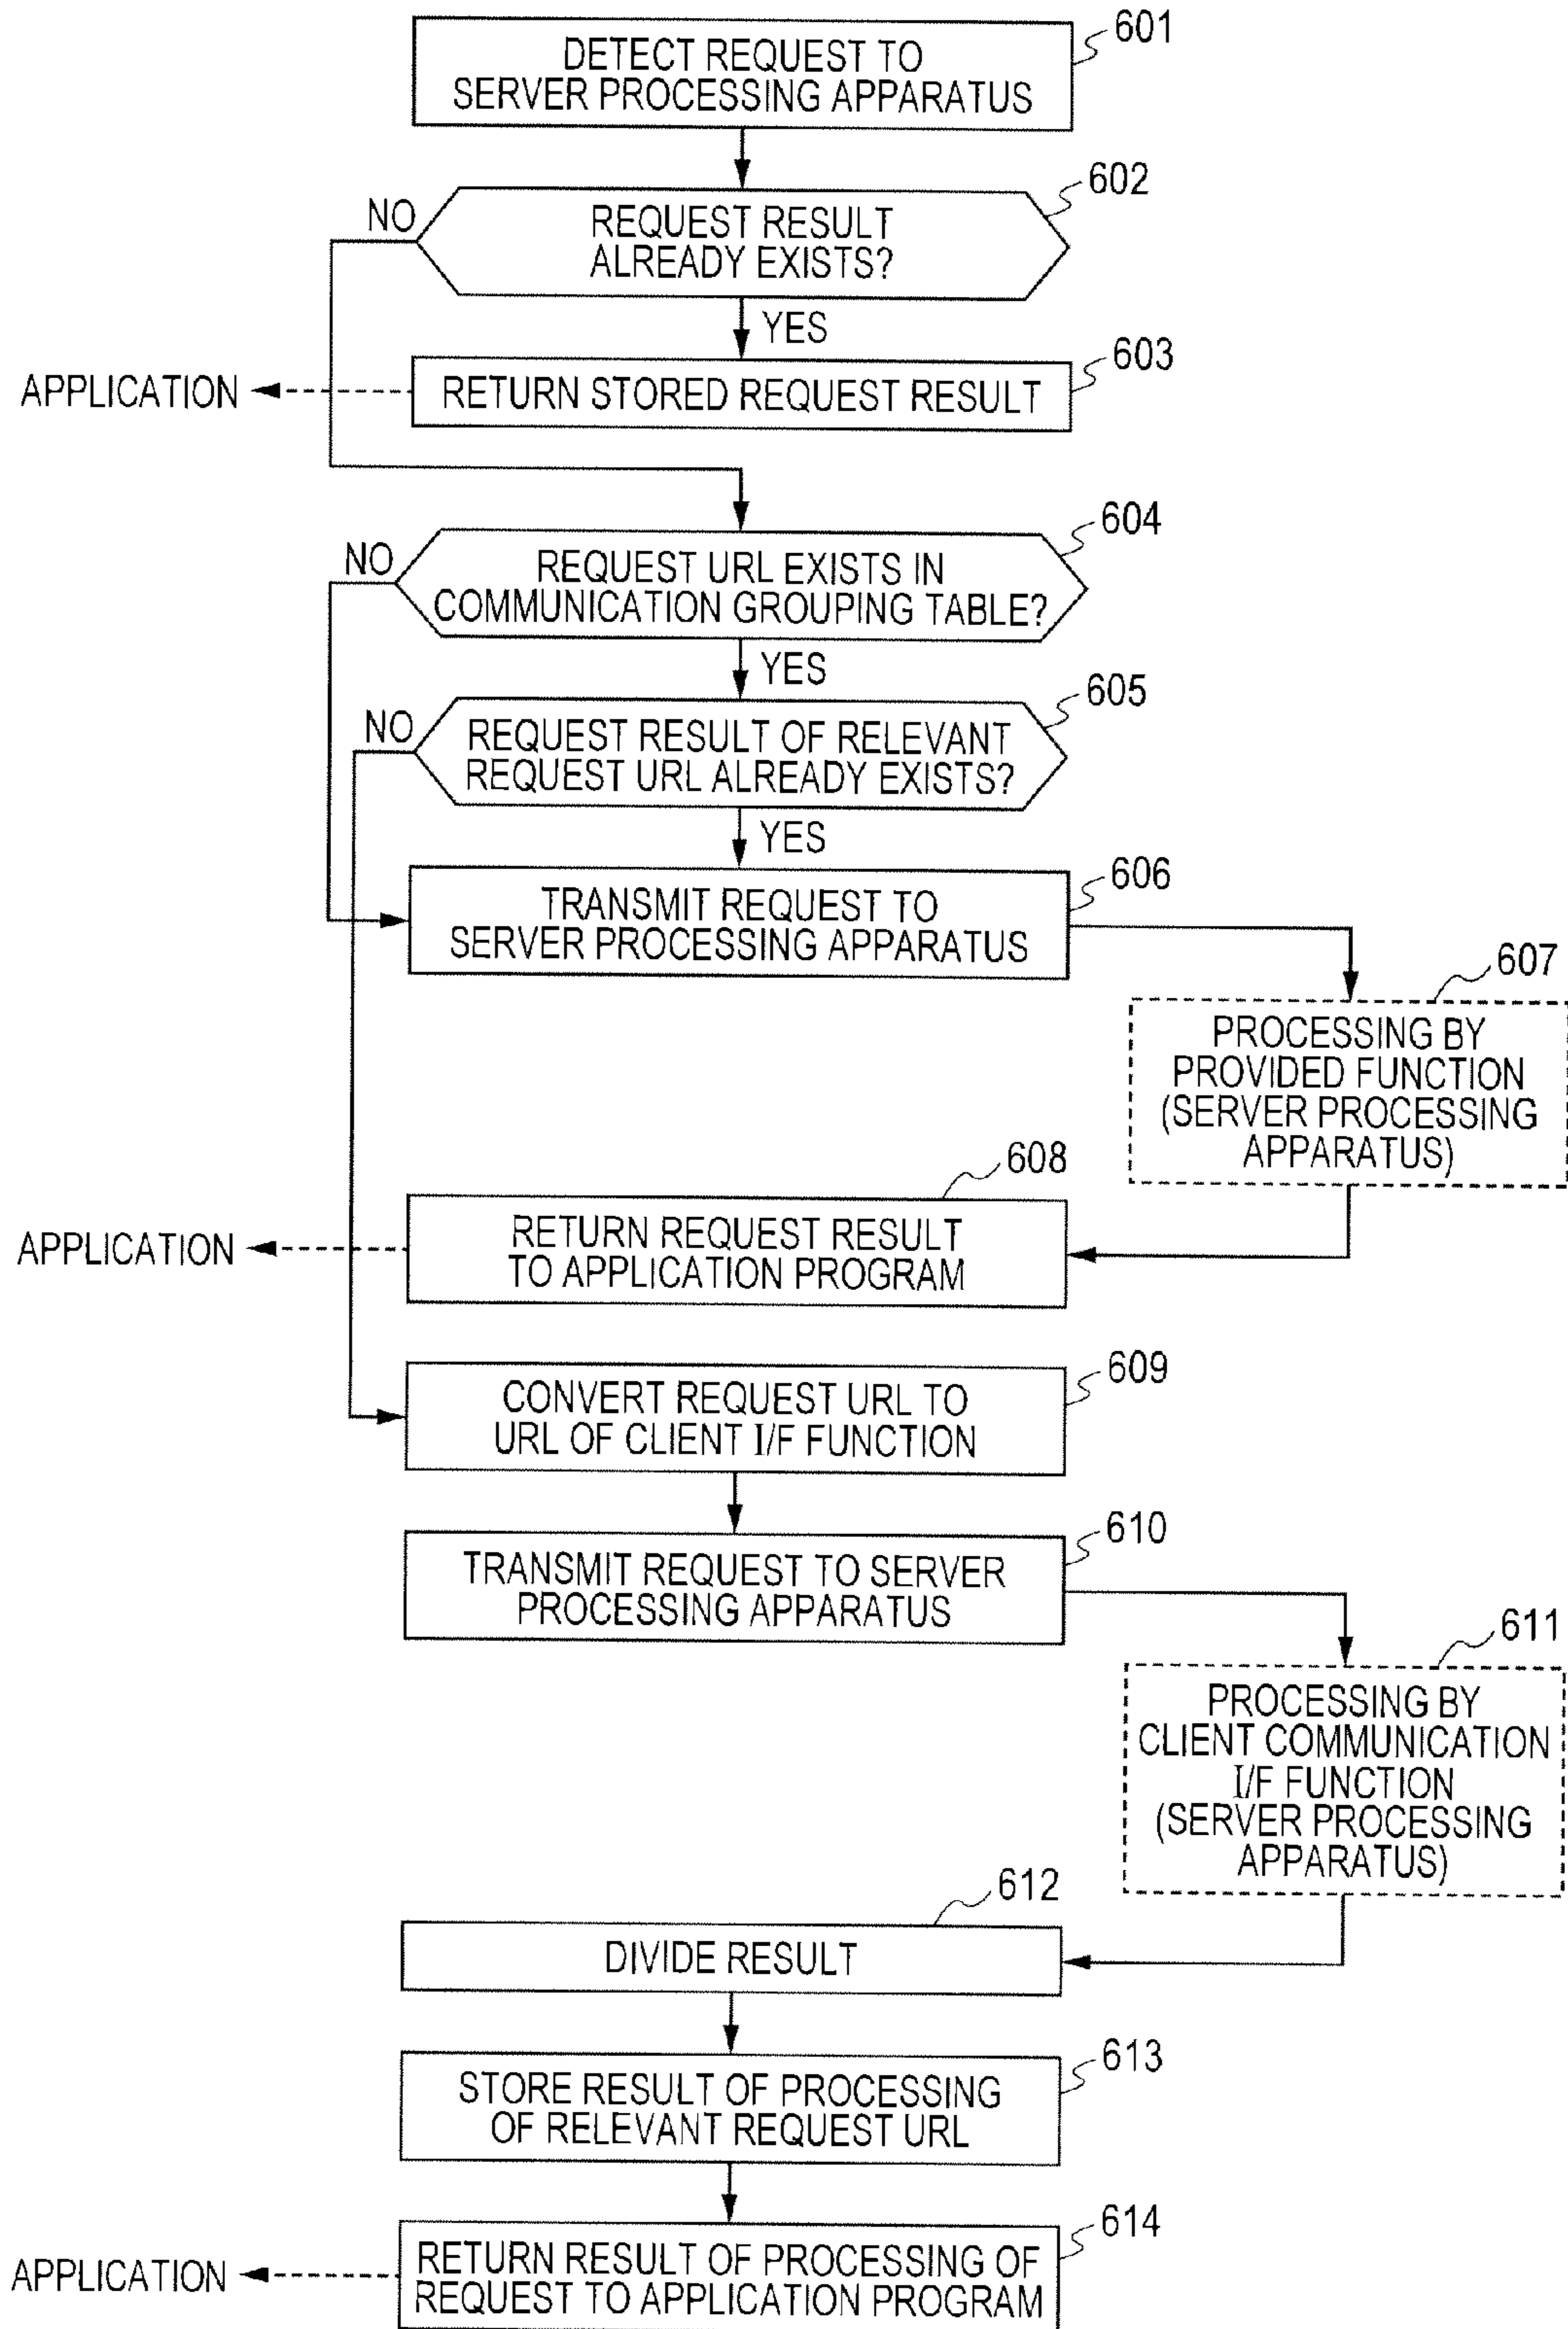 601
DETECT REQUEST TO
SERVER PROCESSING APPARATUS
602
NO
REQUEST RESULT
ALREADY EXISTS?
YES
603
APPLICATION
RETURN STORED REQUEST RESULT
604
NO
REQUEST URL EXISTS IN
COMMUNICATION GROUPING TABLE?
YES
605
NO
REQUEST RESULT OF RELEVANT
REQUEST URL ALREADY EXISTS?
YES
606
TRANSMIT REQUEST TO
SERVER PROCESSING APPARATUS
607
PROCESSING BY
PROVIDED FUNCTION
(SERVER PROCESSING
APPARATUS)
608
APPLICATION
RETURN REQUEST RESULT
TO APPLICATION PROGRAM
609
CONVERT REQUEST URL TO
URL OF CLIENT I/F FUNCTION
610
TRANSMIT REQUEST TO SERVER
PROCESSING APPARATUS
611
PROCESSING BY
CLIENT COMMUNICATION
I/F FUNCTION
(SERVER PROCESSING
APPARATUS)
612
DIVIDE RESULT
613
STORE RESULT OF PROCESSING
OF RELEVANT REQUEST URL
614
APPLICATION
RETURN RESULT OF PROCESSING OF
REQUEST TO APPLICATION PROGRAM